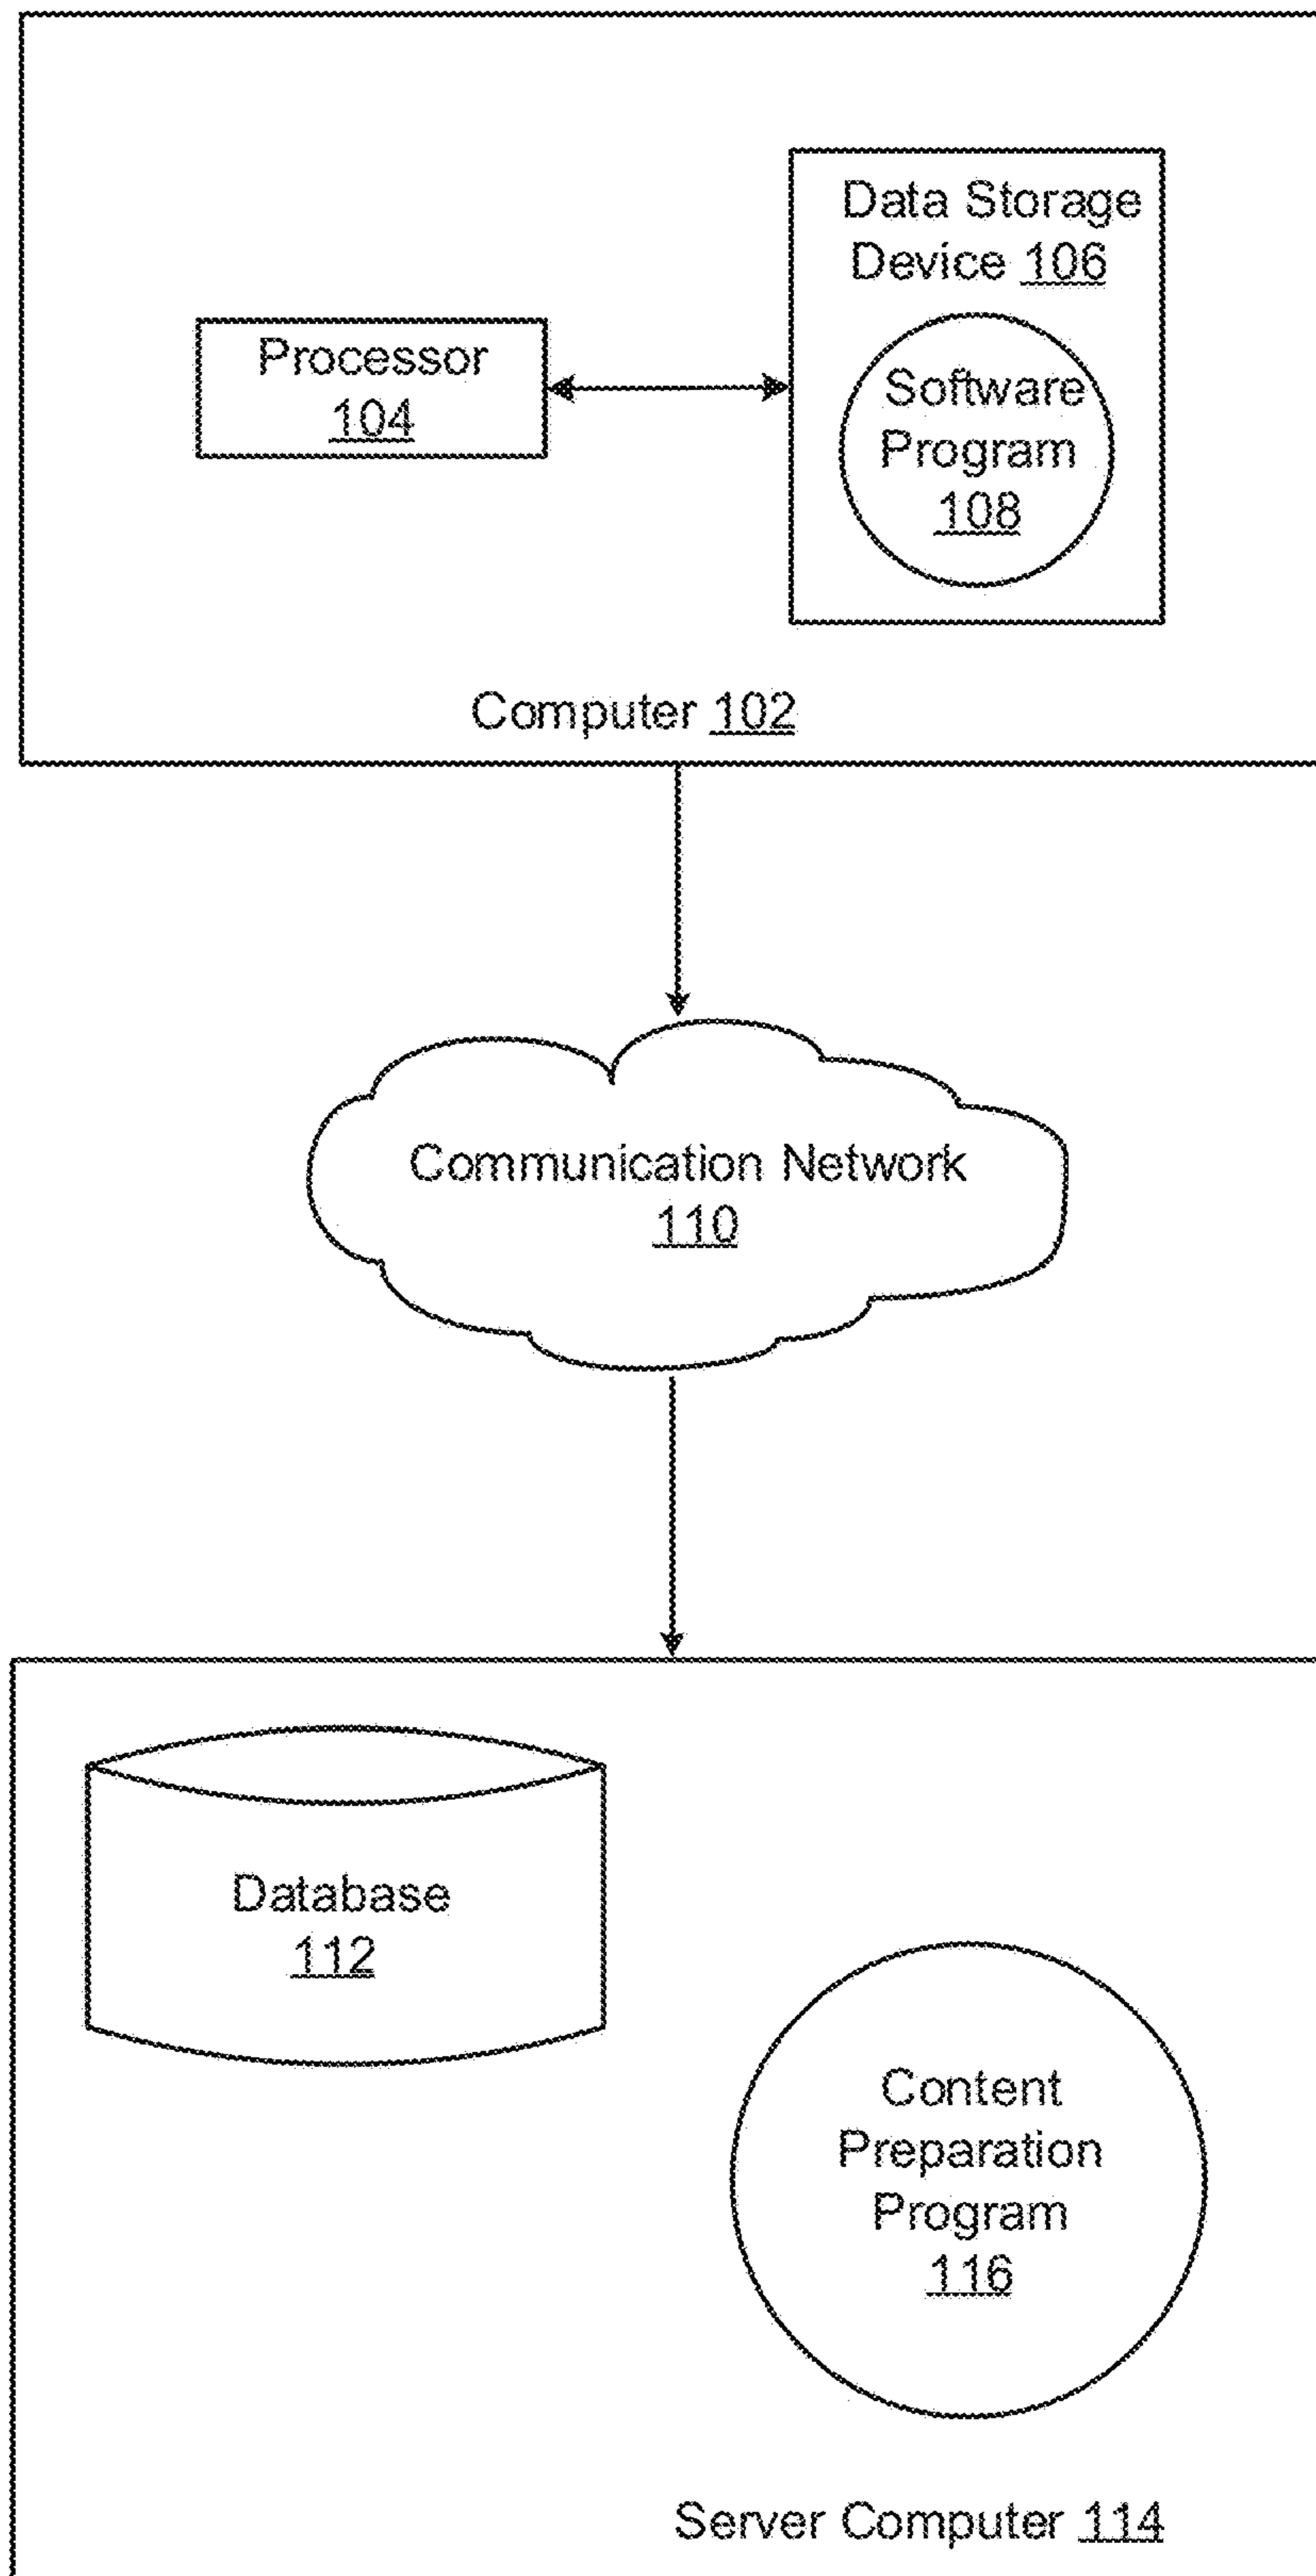 Data Storage
Device 106
Processor
104
Software
Program
108
Computer 102
Communication Network
110
Database
112
Content
Preparation
Program
116
Server Computer 114